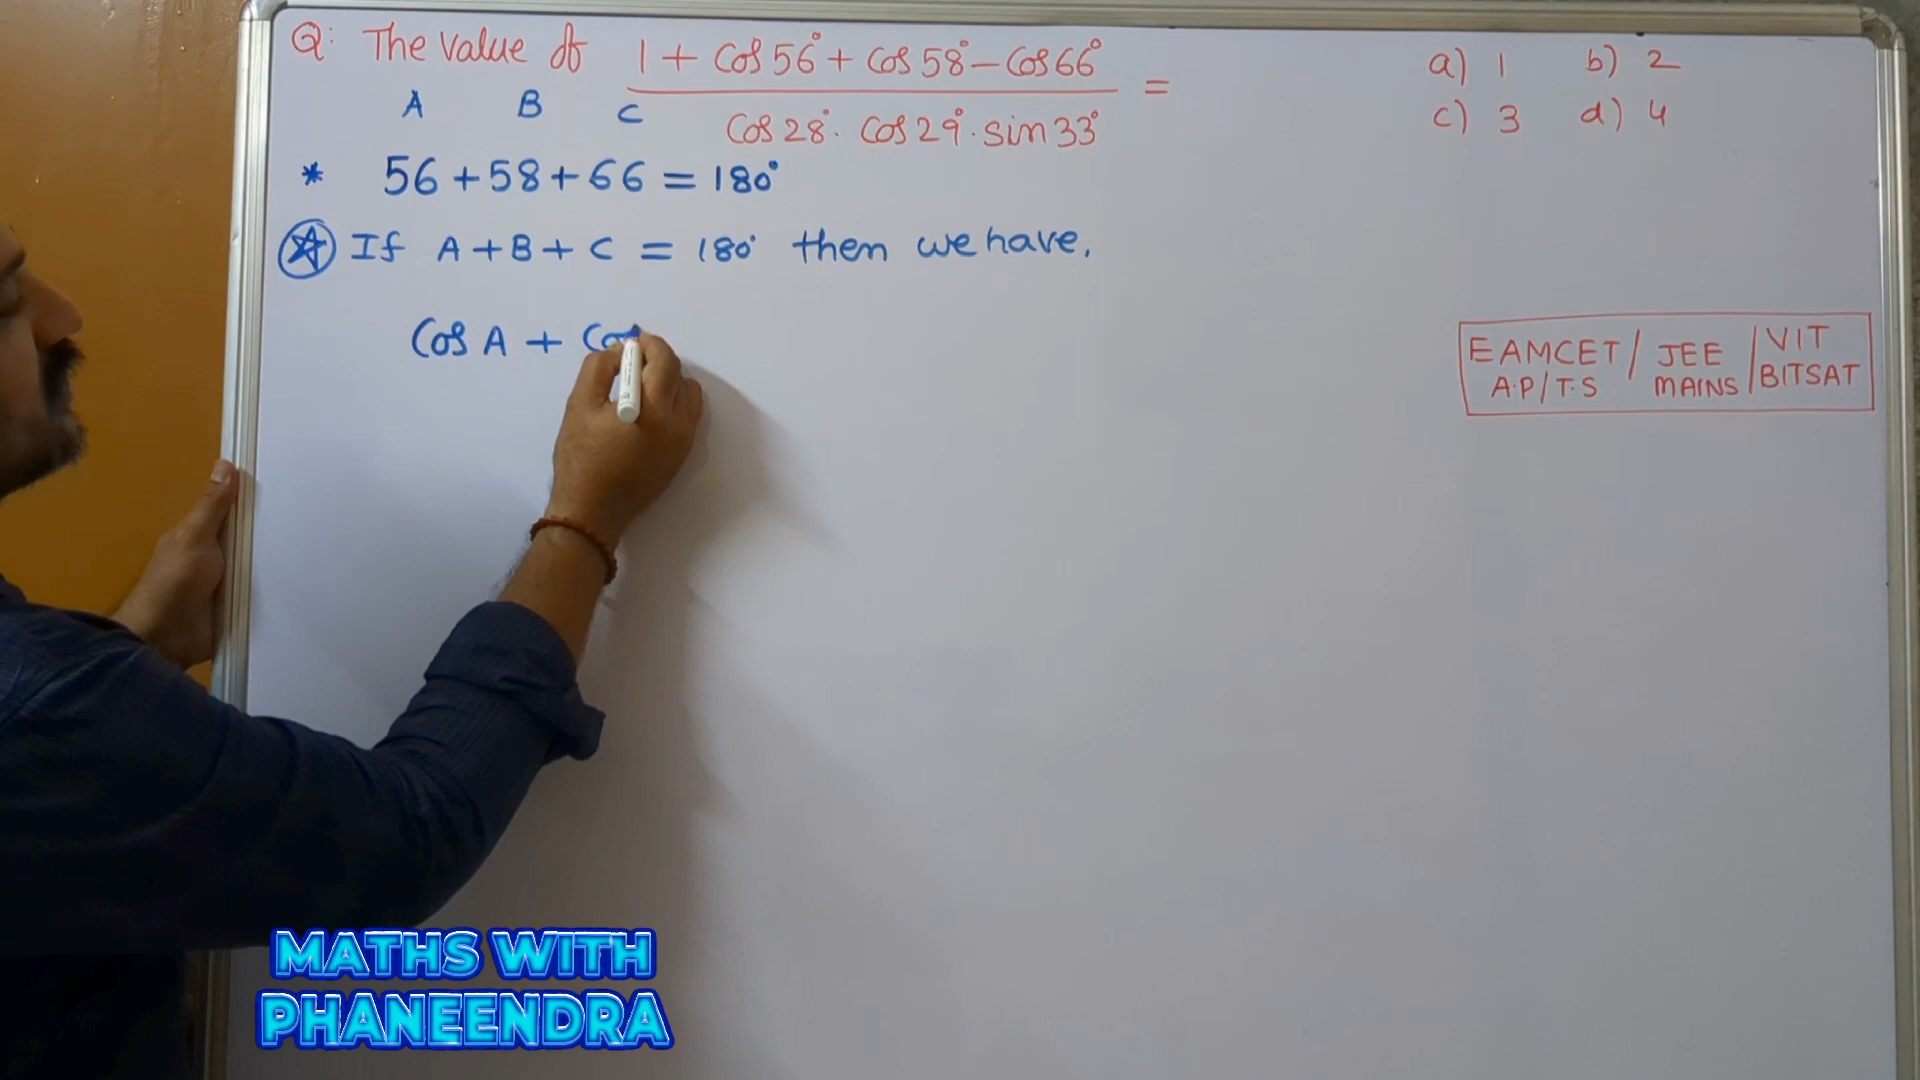 Q: The value of 1 + Cos 56° + Cos 58° - Cos 66° / Cos 28°. Cos 29°. sin 33° =
a) 1 b) 2
c) 3 d) 4
A B C
* 56 + 58 + 66 = 180°
If A + B + C = 180° then we have,
Cos A + Cos
EAMCET / JEE / VIT
A.P/T.S MAINS BITSAT
MATHS WITH
PHANEENDRA